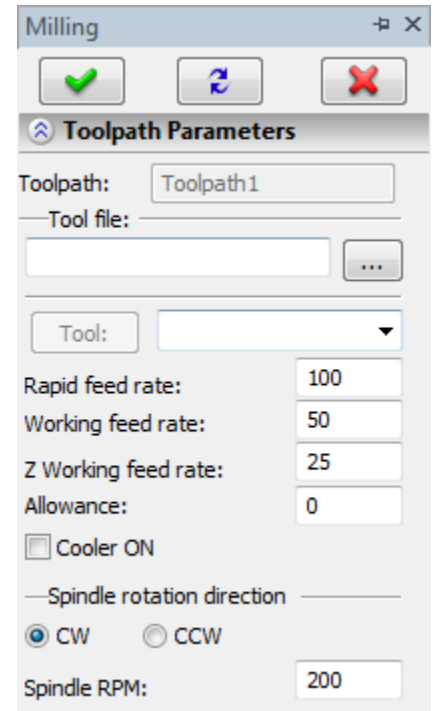 Milling
Toolpath Parameters
Toolpath: Toolpath1
Tool file:
...
Tool:
Rapid feed rate: 100
Working feed rate: 50
Z Working feed rate: 25
Allowance: 0
Cooler ON
Spindle rotation direction
CW CCW
Spindle RPM: 200